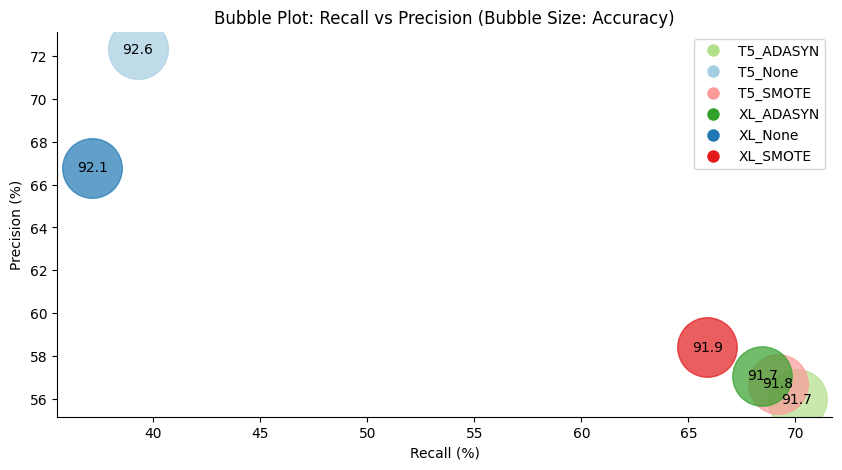 Bubble Plot: Recall vs Precision (Bubble Size: Accuracy)
72
70
68
66
64
62
60
58
56
Precision (%)
92.6
92.1
91.9
91.7
91.8
91.7
T5_ADASYN
T5_None
T5_SMOTE
XL_ADASYN
XL_None
XL_SMOTE
40 45 50 55 60 65 70
Recall (%)